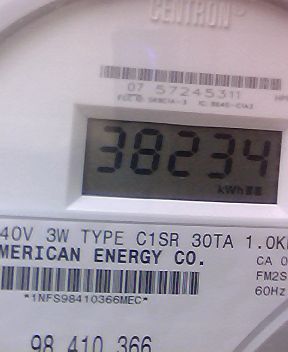 CENTRON®
07 57245311
38234
kWh
40V 3W TYPE C1SR 30TA 1.0K
MERICAN ENERGY CO.
CA 0
FM2S
60Hz
*1NFS98410366MEC*
98 410 366